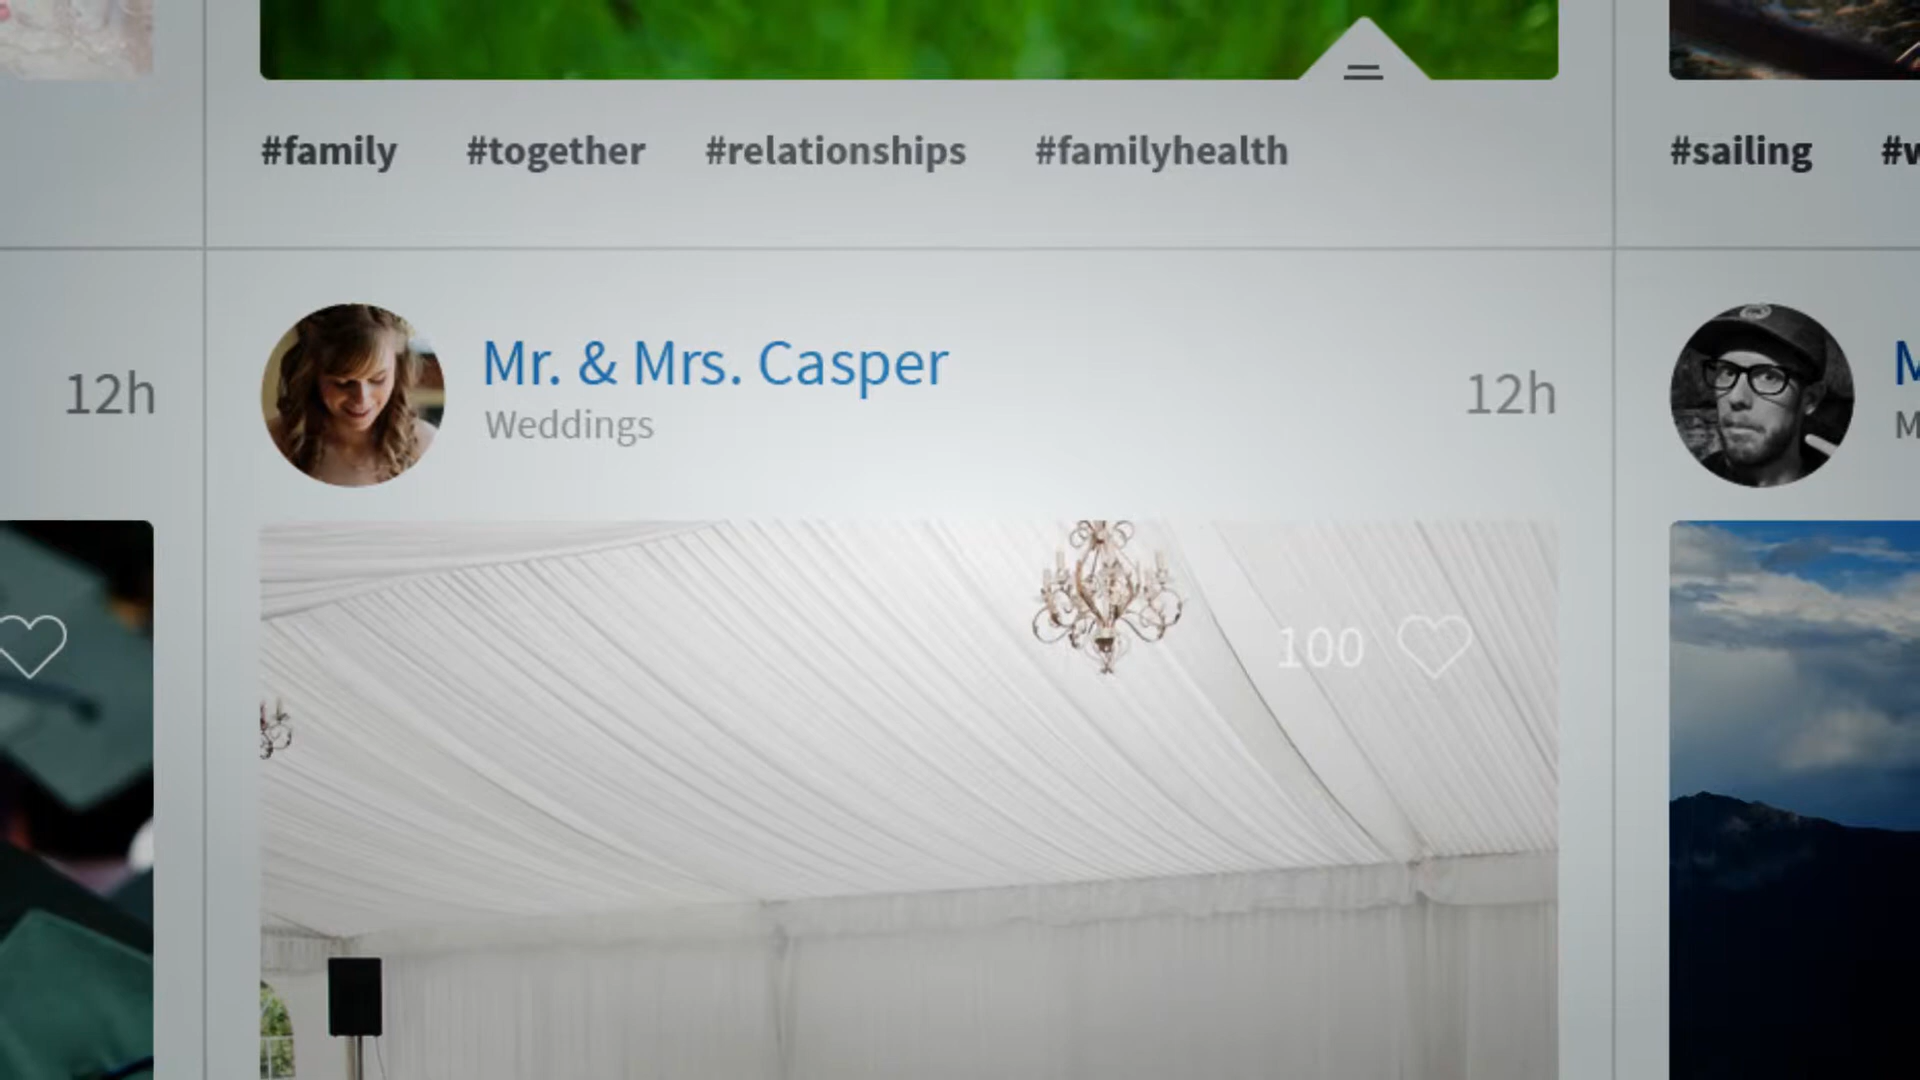 #family #together #relationships #familyhealth
#sailing
12h
Mr. & Mrs. Casper
Weddings
12h
100